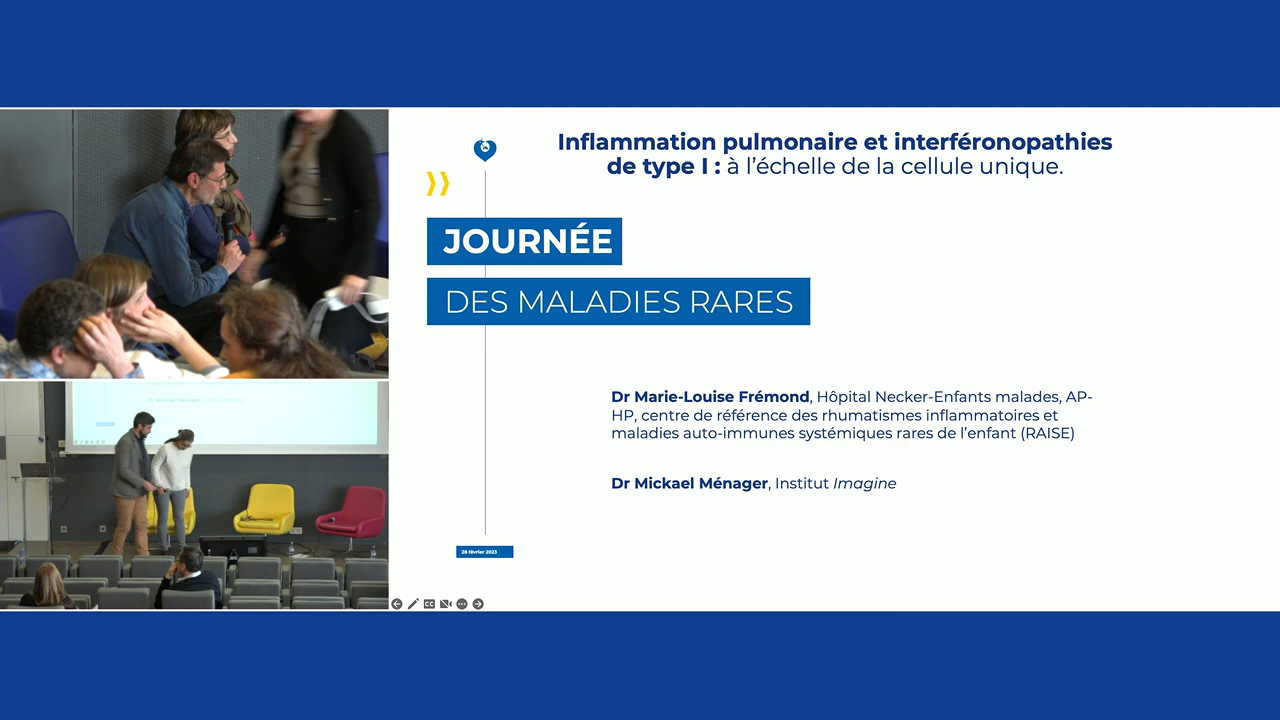 Inflammation pulmonaire et interféronopathies
de type I : à l'échelle de la cellule unique.
JOURNÉE
DES MALADIES RARES
Dr Marie-Louise Frémond, Hôpital Necker-Enfants malades, AP-
HP, centre de référence des rhumatismes inflammatoires et
maladies auto-immunes systémiques rares de l'enfant (RAISE)
Dr Mickael Ménager, Institut Imagine
28 février 2023
CC